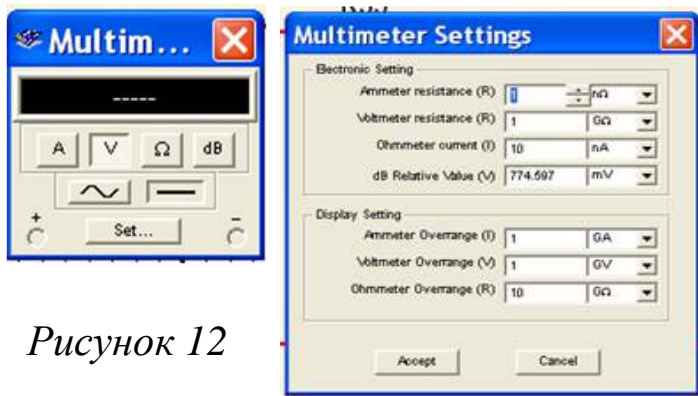 Multim...
-----
A V Ω dB
+ Set... -
Multimeter Settings
Electronic Setting
Ammeter resistance (R) 1 nΩ
Voltmeter resistance (R) 1 GΩ
Ohmmeter current (I) 10 nA
dB Relative Value (V) 774.597 mV
Display Setting
Ammeter Overrange (I) 1 GA
Voltmeter Overrange (V) 1 GV
Ohmmeter Overrange (R) 10 GΩ
Accept Cancel
Рисунок 12